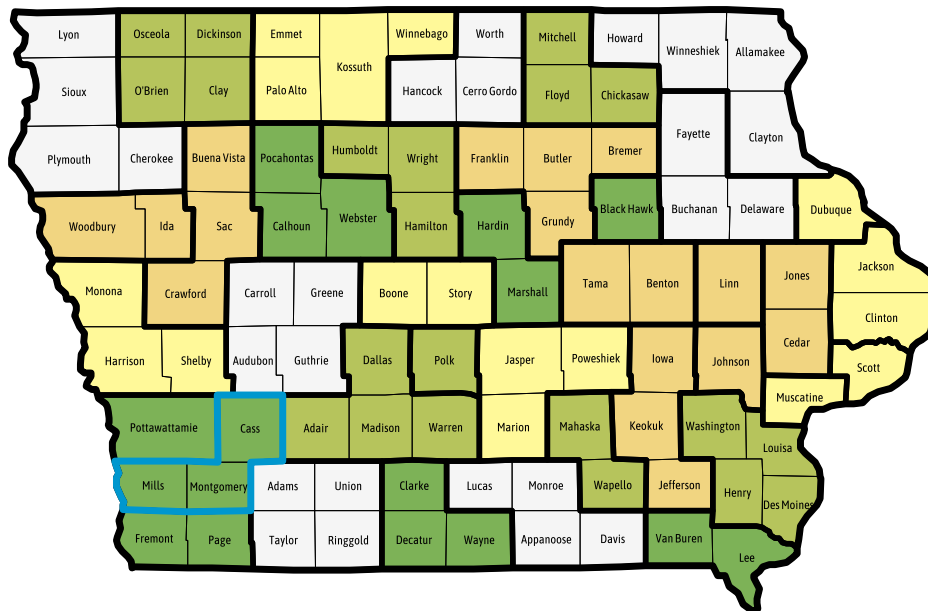 Lyon
Osceola
Dickinson
Emmet
Winnebago
Worth
Mitchell
Howard
Winneshiek
Allamakee
Kossuth
Sioux
O'Brien
Clay
Palo Alto
Hancock
Cerro Gordo
Floyd
Chickasaw
Fayette
Clayton
Plymouth
Cherokee
Buena Vista
Pocahontas
Humboldt
Wright
Franklin
Butler
Bremer
Woodbury
Ida
Sac
Calhoun
Webster
Hamilton
Hardin
Grundy
Black Hawk
Buchanan
Delaware
Dubuque
Jackson
Monona
Crawford
Carroll
Greene
Boone
Story
Marshall
Tama
Benton
Linn
Jones
Clinton
Harrison
Shelby
Audubon
Guthrie
Dallas
Polk
Jasper
Poweshiek
Iowa
Johnson
Cedar
Scott
Muscatine
Pottawattamie
Cass
Adair
Madison
Warren
Marion
Mahaska
Keokuk
Washington
Louisa
Mills
Montgomery
Adams
Union
Clarke
Lucas
Monroe
Wapello
Jefferson
Henry
Des Moines
Fremont
Page
Taylor
Ringgold
Decatur
Wayne
Appanoose
Davis
Van Buren
Lee